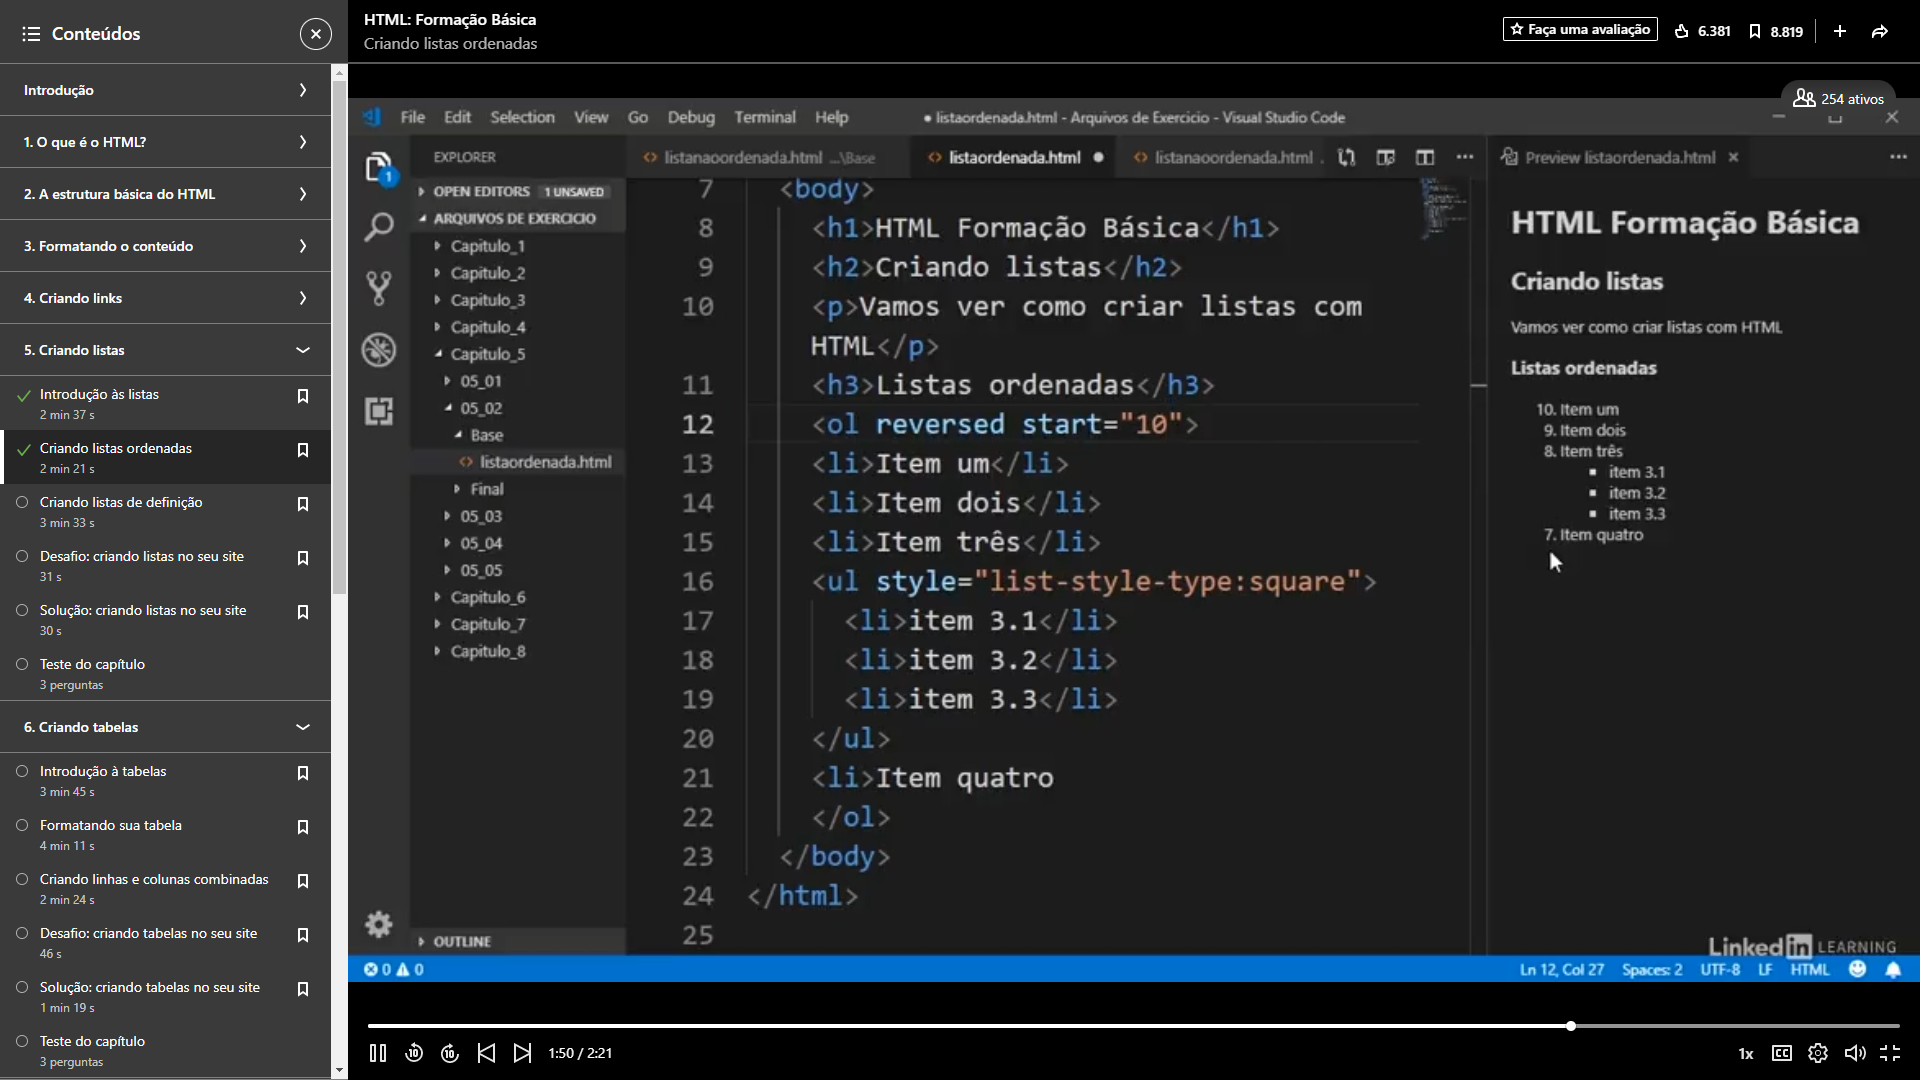 Conteúdos
Introdução
1. O que é o HTML?
2. A estrutura básica do HTML
3. Formatando o conteúdo
4. Criando links
5. Criando listas
Introdução às listas
2 min 37 s
Criando listas ordenadas
2 min 21 s
Criando listas de definição
3 min 33 s
Desafio: criando listas no seu site
31 s
Solução: criando listas no seu site
30 s
Teste do capítulo
3 perguntas
6. Criando tabelas
Introdução à tabelas
3 min 45 s
Formatando sua tabela
4 min 11 s
Criando linhas e colunas combinadas
2 min 24 s
Desafio: criando tabelas no seu site
46 s
Solução: criando tabelas no seu site
1 min 19 s
Teste do capítulo
3 perguntas
HTML: Formação Básica
Criando listas ordenadas
Faça uma avaliação
6.381
8.819
254 ativos
File Edit Selection View Go Debug Terminal Help
● listaordenada.html - Arquivos de Exercicio - Visual Studio Code
EXPLORER
OPEN EDITORS 1 UNSAVED
ARQUIVOS DE EXERCICIO
Capitulo_1
Capitulo_2
Capitulo_3
Capitulo_4
Capitulo_5
05_01
05_02
Base
listaordenada.html
Final
05_03
05_04
05_05
Capitulo_6
Capitulo_7
Capitulo_8
OUTLINE
1
listanaoordenada.html ...\Base
listaordenada.html
listanaoordenada.html .
7 <body>
8 <h1>HTML Formação Básica</h1>
9 <h2>Criando listas</h2>
10 <p>Vamos ver como criar listas com
HTML</p>
11 <h3>Listas ordenadas</h3>
12 <ol reversed start="10">
13 <li>Item um</li>
14 <li>Item dois</li>
15 <li>Item três</li>
16 <ul style="list-style-type:square">
17 <li>item 3.1</li>
18 <li>item 3.2</li>
19 <li>item 3.3</li>
20 </ul>
21 <li>Item quatro
22 </ol>
23 </body>
24 </html>
25
Preview listaordenada.html
HTML Formação Básica
Criando listas
Vamos ver como criar listas com HTML
Listas ordenadas
10. Item um
9. Item dois
8. Item três
item 3.1
item 3.2
item 3.3
7. Item quatro
Linked in LEARNING
0 0
Ln 12, Col 27 Spaces: 2 UTF-8 LF HTML
10 10
1:50 / 2:21
1x
CC